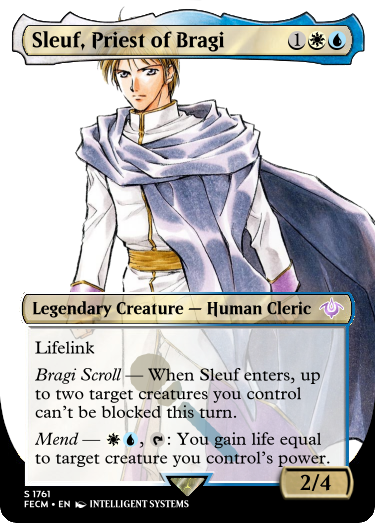 Sleuf, Priest of Bragi 1
Legendary Creature — Human Cleric
Lifelink
Bragi Scroll — When Sleuf enters, up
to two target creatures you control
can't be blocked this turn.
Mend — , : You gain life equal
to target creature you control's power.
2/4
S 1761
FECM • EN INTELLIGENT SYSTEMS